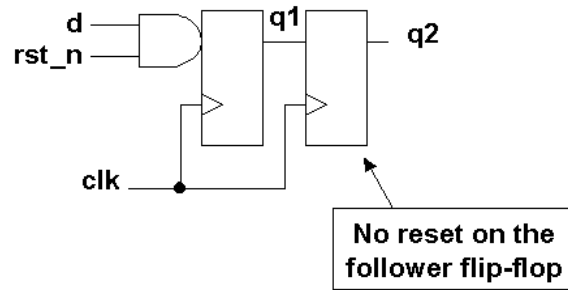 d
rst_n
q1
q2
clk
No reset on the
follower flip-flop